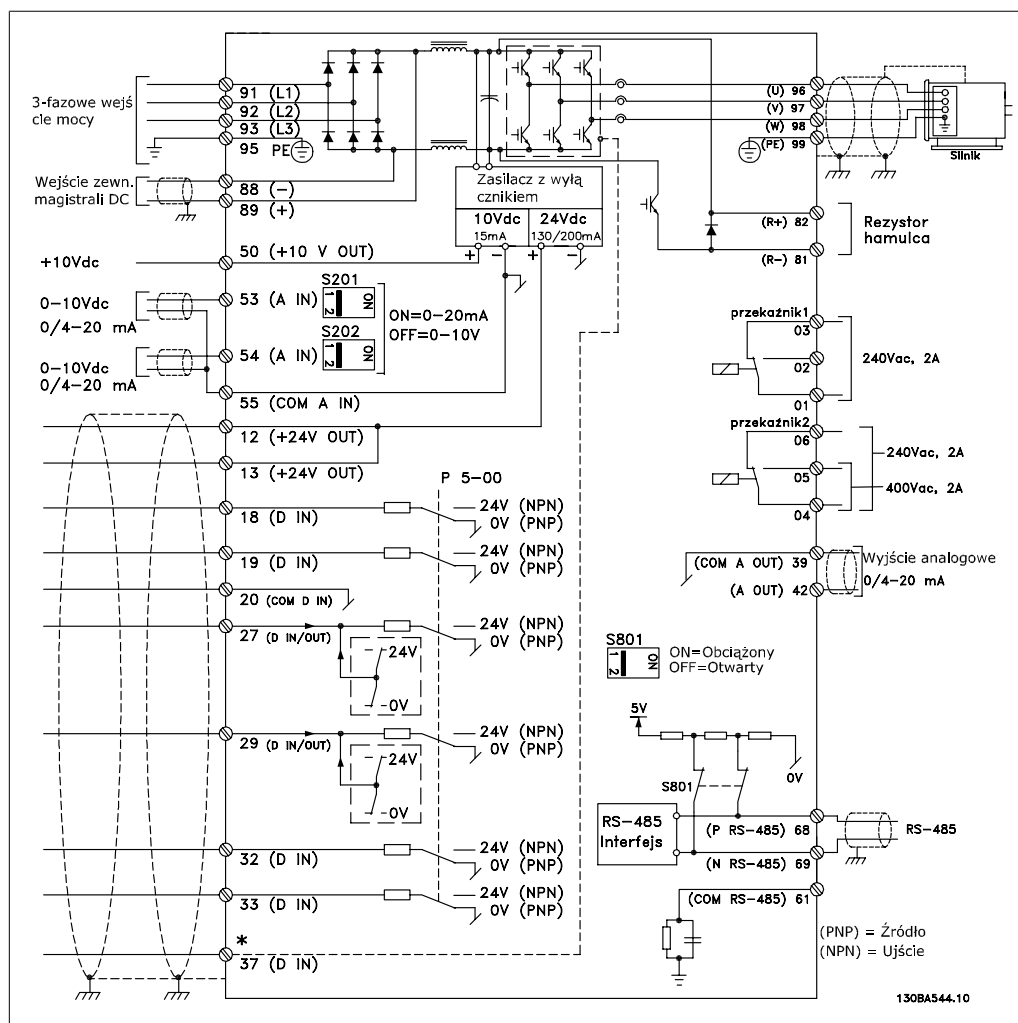 3-fazowe wejś
cie mocy
91 (L1)
92 (L2)
93 (L3)
95 PE
Wejście zewn.
magistrali DC
88 (−)
89 (+)
+10Vdc
50 (+10 V OUT)
0−10Vdc
0/4−20 mA
53 (A IN)
S201
1 2
ON
ON=0−20mA
OFF=0−10V
S202
1 2
ON
0−10Vdc
0/4−20 mA
54 (A IN)
55 (COM A IN)
12 (+24V OUT)
13 (+24V OUT)
P 5-00
18 (D IN)
24V (NPN)
0V (PNP)
19 (D IN)
24V (NPN)
0V (PNP)
20 (COM D IN)
27 (D IN/OUT)
24V (NPN)
0V (PNP)
24V
0V
29 (D IN/OUT)
24V (NPN)
0V (PNP)
24V
0V
32 (D IN)
24V (NPN)
0V (PNP)
33 (D IN)
24V (NPN)
0V (PNP)
*
37 (D IN)
Zasilacz z wyłą
cznikiem
10Vdc
15mA
24Vdc
130/200mA
+ − + −
(U) 96
(V) 97
(W) 98
(PE) 99
Silnik
(R+) 82
(R−) 81
Rezystor
hamulca
przekaźnik1
03
02
01
240Vac, 2A
przekaźnik2
06
05
04
240Vac, 2A
400Vac, 2A
(COM A OUT) 39
(A OUT) 42
Wyjście analogowe
0/4−20 mA
S801
1 2
ON
ON=Obciążony
OFF=Otwarty
5V
S801
0V
RS−485
Interfejs
(P RS−485) 68
(N RS−485) 69
RS−485
(COM RS−485) 61
(PNP) = Źródło
(NPN) = Ujście
130BA544.10